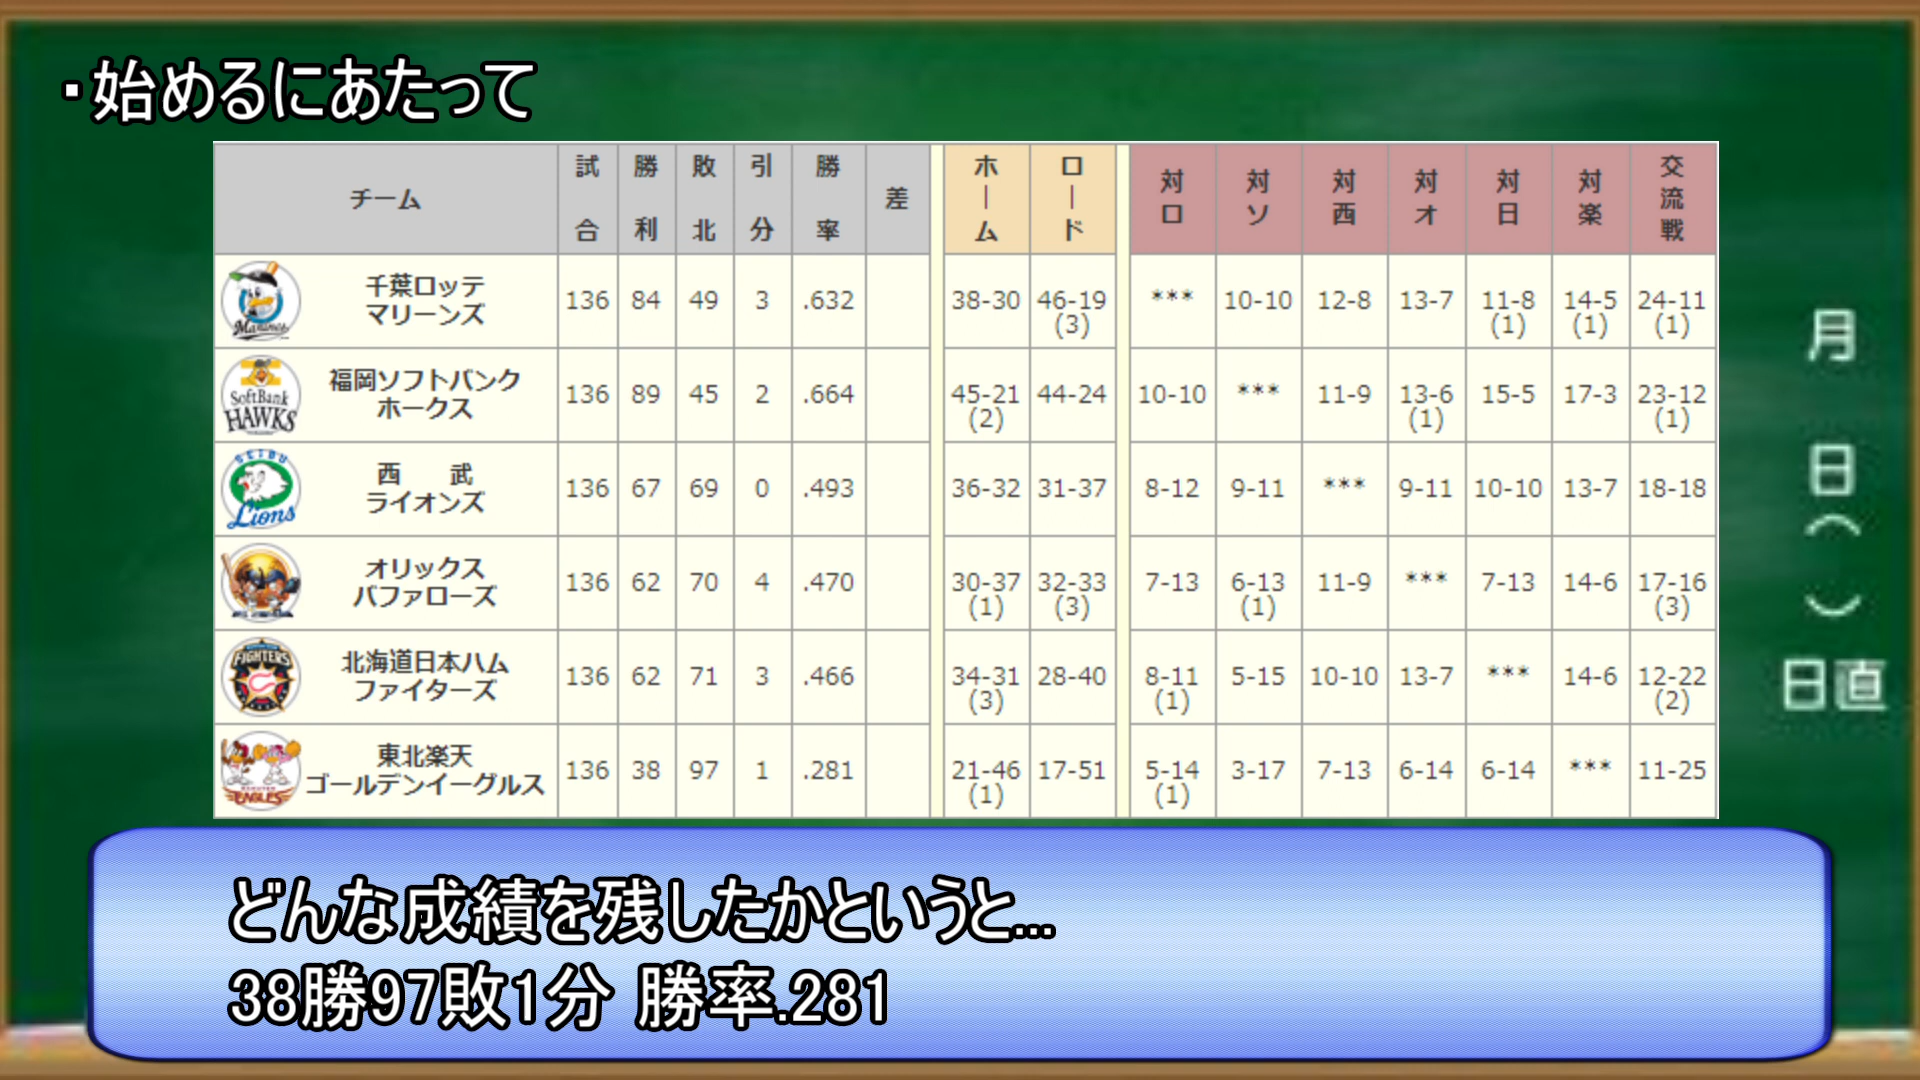 ・始めるにあたって
チーム 試合 勝利 敗北 引分 勝率 差 ホーム ロード 対ロ 対ソ 対西 対オ 対日 対楽 交流戦
Marines 千葉ロッテマリーンズ 136 84 49 3 .632 38-30 46-19(3) *** 10-10 12-8 13-7 11-8(1) 14-5(1) 24-11(1)
SoftBank HAWKS 福岡ソフトバンクホークス 136 89 45 2 .664 45-21(2) 44-24 10-10 *** 11-9 13-6(1) 15-5 17-3 23-12(1)
SEIBU Lions 西武ライオンズ 136 67 69 0 .493 36-32 31-37 8-12 9-11 *** 9-11 10-10 13-7 18-18
オリックスバファローズ 136 62 70 4 .470 30-37(1) 32-33(3) 7-13 6-13(1) 11-9 *** 7-13 14-6 17-16(3)
FIGHTERS 北海道日本ハムファイターズ 136 62 71 3 .466 34-31(3) 28-40 8-11(1) 5-15 10-10 13-7 *** 14-6 12-22(2)
EAGLES 東北楽天ゴールデンイーグルス 136 38 97 1 .281 21-46(1) 17-51 5-14(1) 3-17 7-13 6-14 6-14 *** 11-25
月
日
（
）
日直
どんな成績を残したかというと...
38勝97敗1分 勝率.281